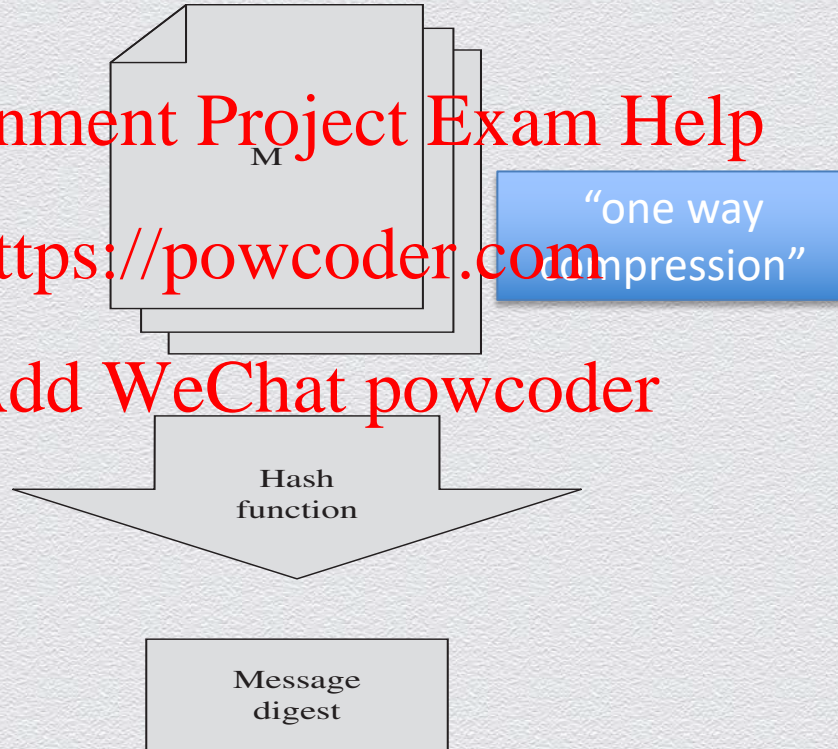 nment Project Exam Help
M
“one way
compression”
ttps://powcoder.com
dd WeChat powcoder
Hash
function
Message
digest